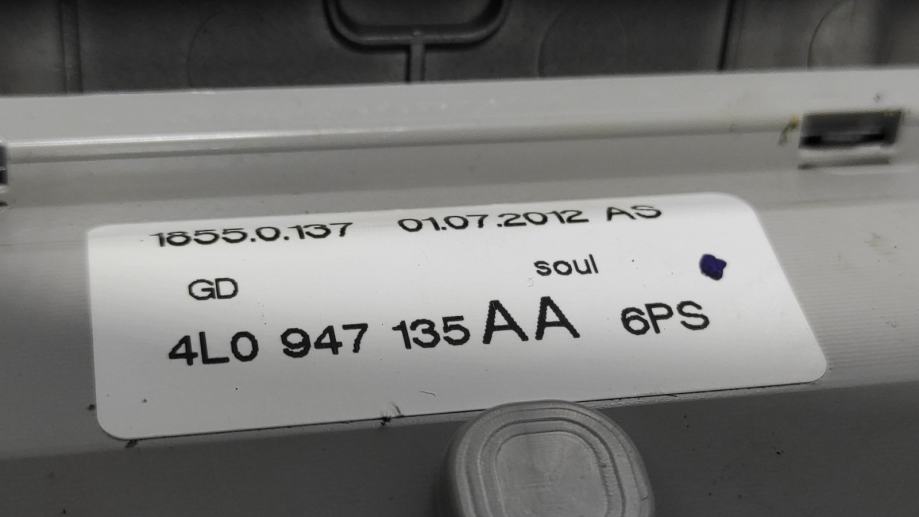 1855.0.137 01.07.2012 AS
GD soul
4L0 947 135 AA 6PS